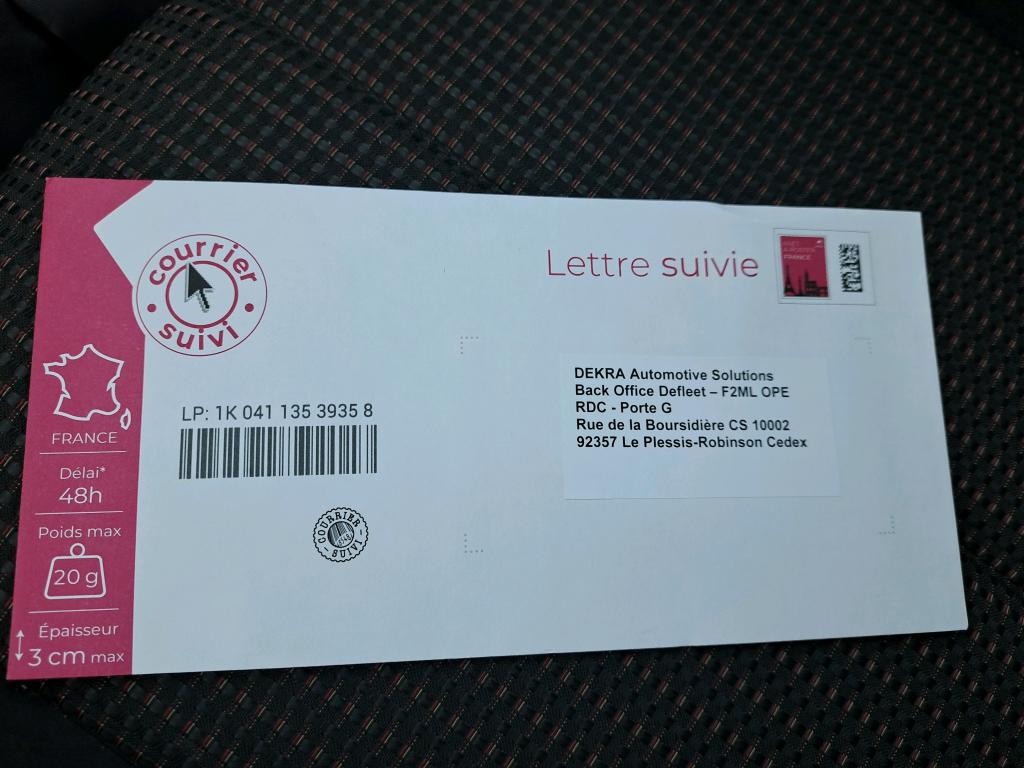 courrier
suivi
FRANCE
Délai*
48h
Poids max
20 g
Épaisseur
3 cm max
LP: 1K 041 135 3935 8
COURRIER
SUIVI
Lettre suivie
FRANCE
DEKRA Automotive Solutions
Back Office Defleet – F2ML OPE
RDC - Porte G
Rue de la Boursidière CS 10002
92357 Le Plessis-Robinson Cedex